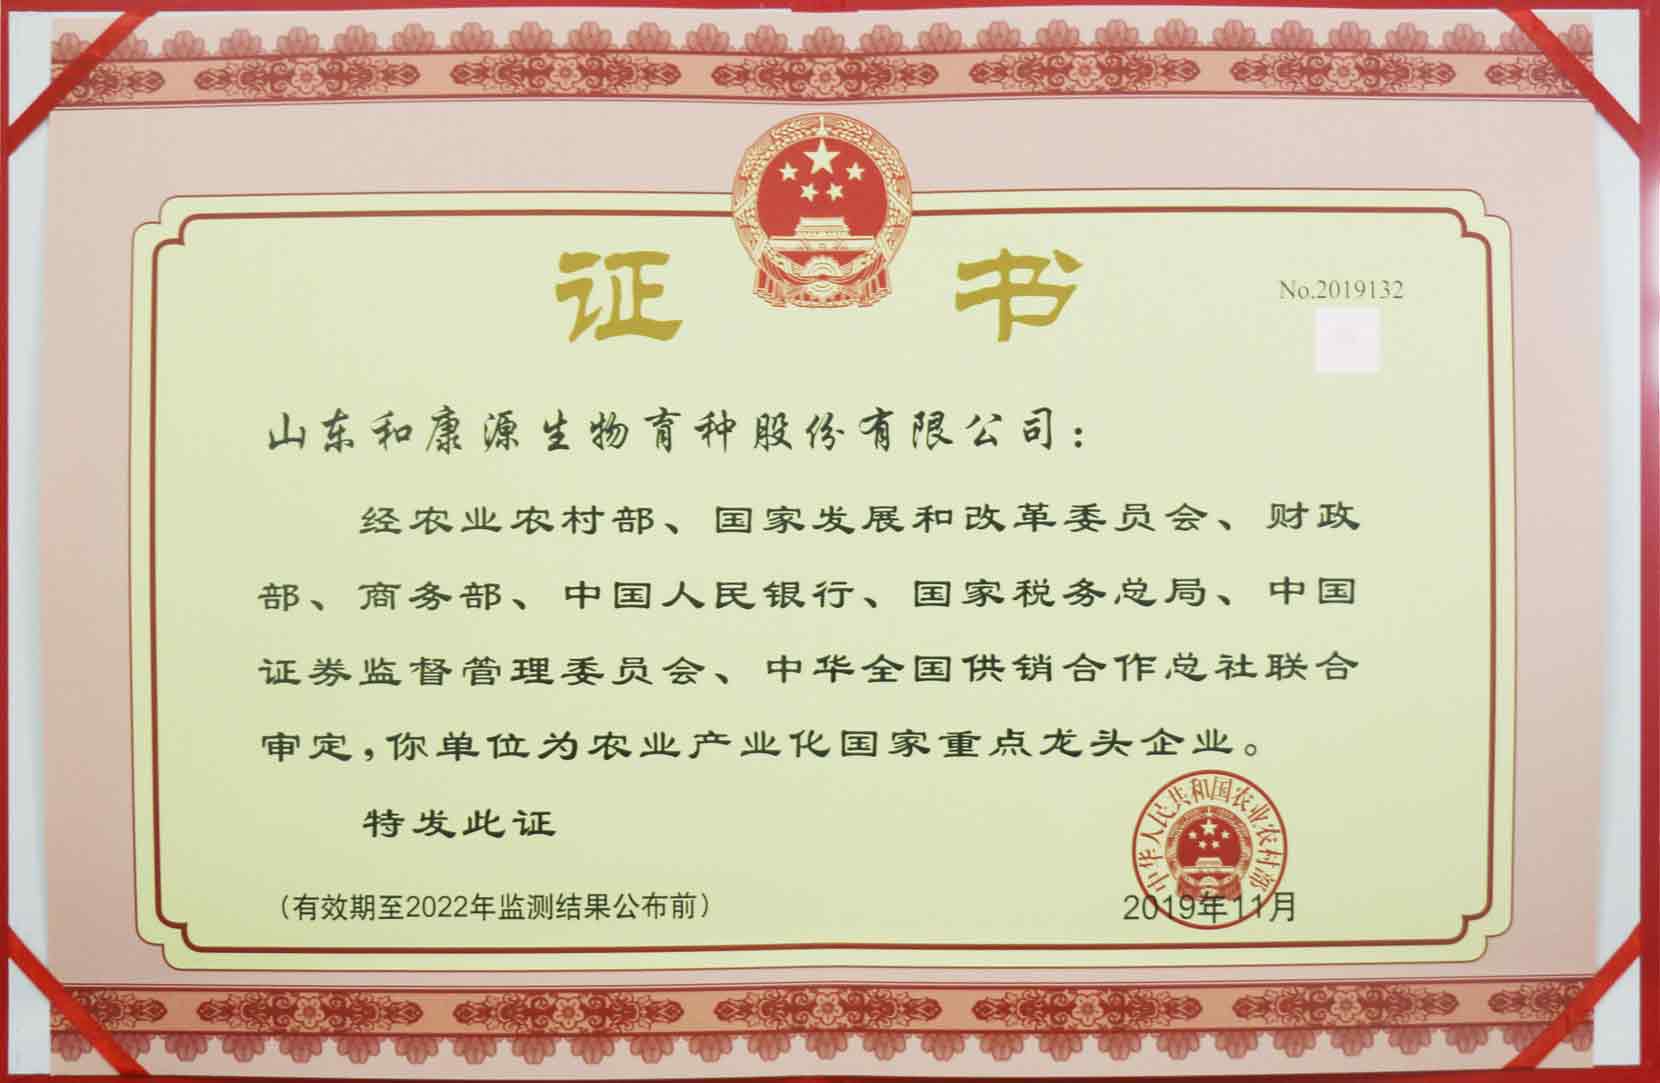 证书
No.2019132
山东和康源生物育种股份有限公司：
经农业农村部、国家发展和改革委员会、财政
部、商务部、中国人民银行、国家税务总局、中国
证券监督管理委员会、中华全国供销合作总社联合
审定，你单位为农业产业化国家重点龙头企业。
特发此证
中华人民共和国农业农村部
（有效期至2022年监测结果公布前）
2019年11月